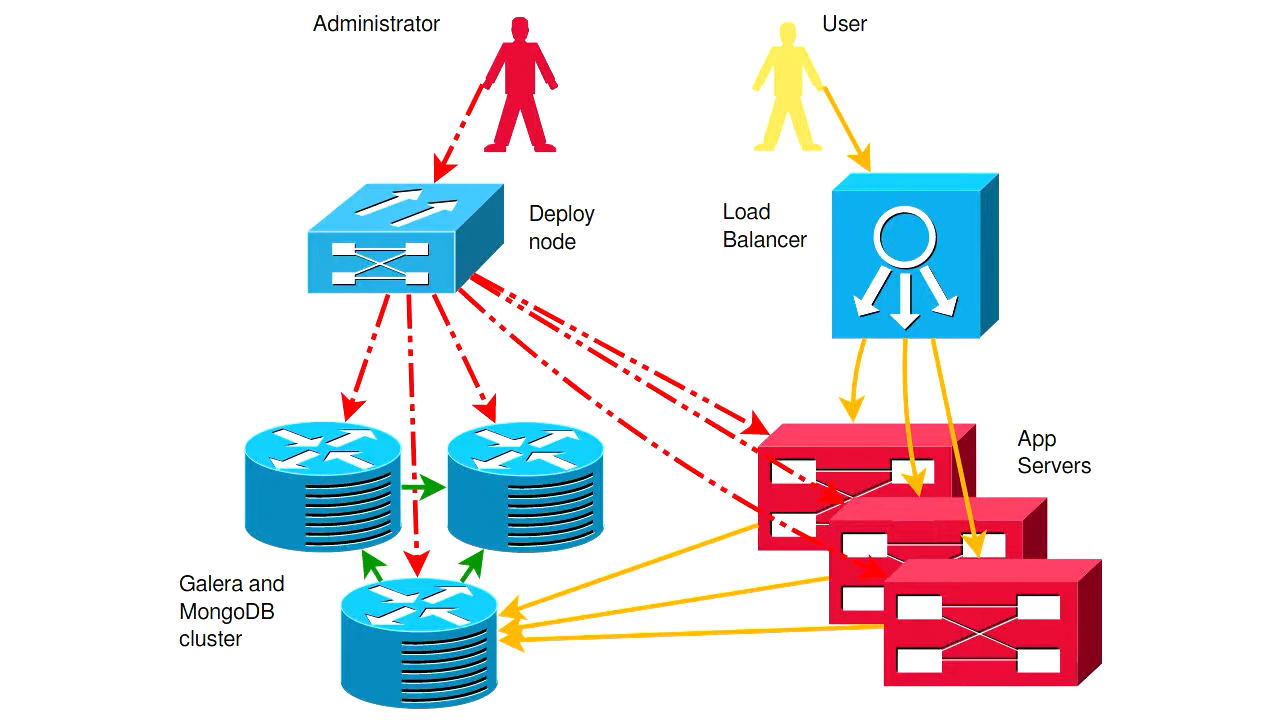 Administrator
User
Deploy
node
Load
Balancer
App
Servers
Galera and
MongoDB
cluster